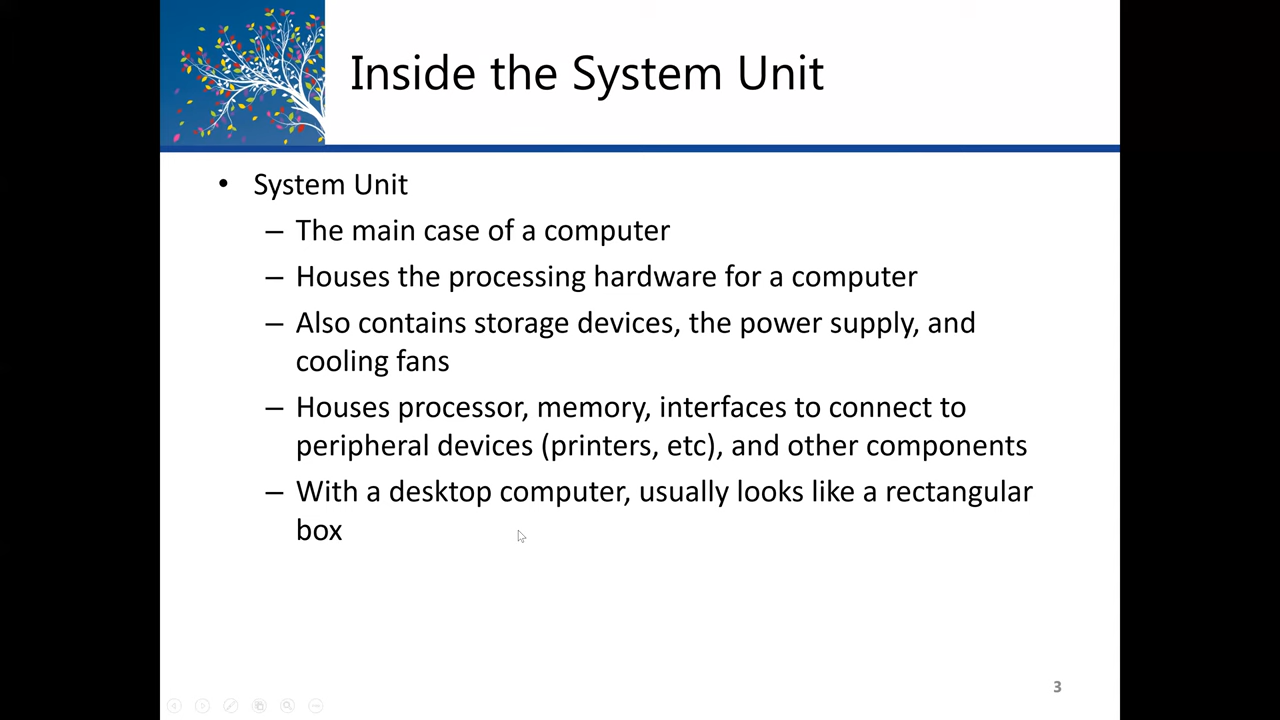 Inside the System Unit
• System Unit
– The main case of a computer
– Houses the processing hardware for a computer
– Also contains storage devices, the power supply, and
cooling fans
– Houses processor, memory, interfaces to connect to
peripheral devices (printers, etc), and other components
– With a desktop computer, usually looks like a rectangular
box
3